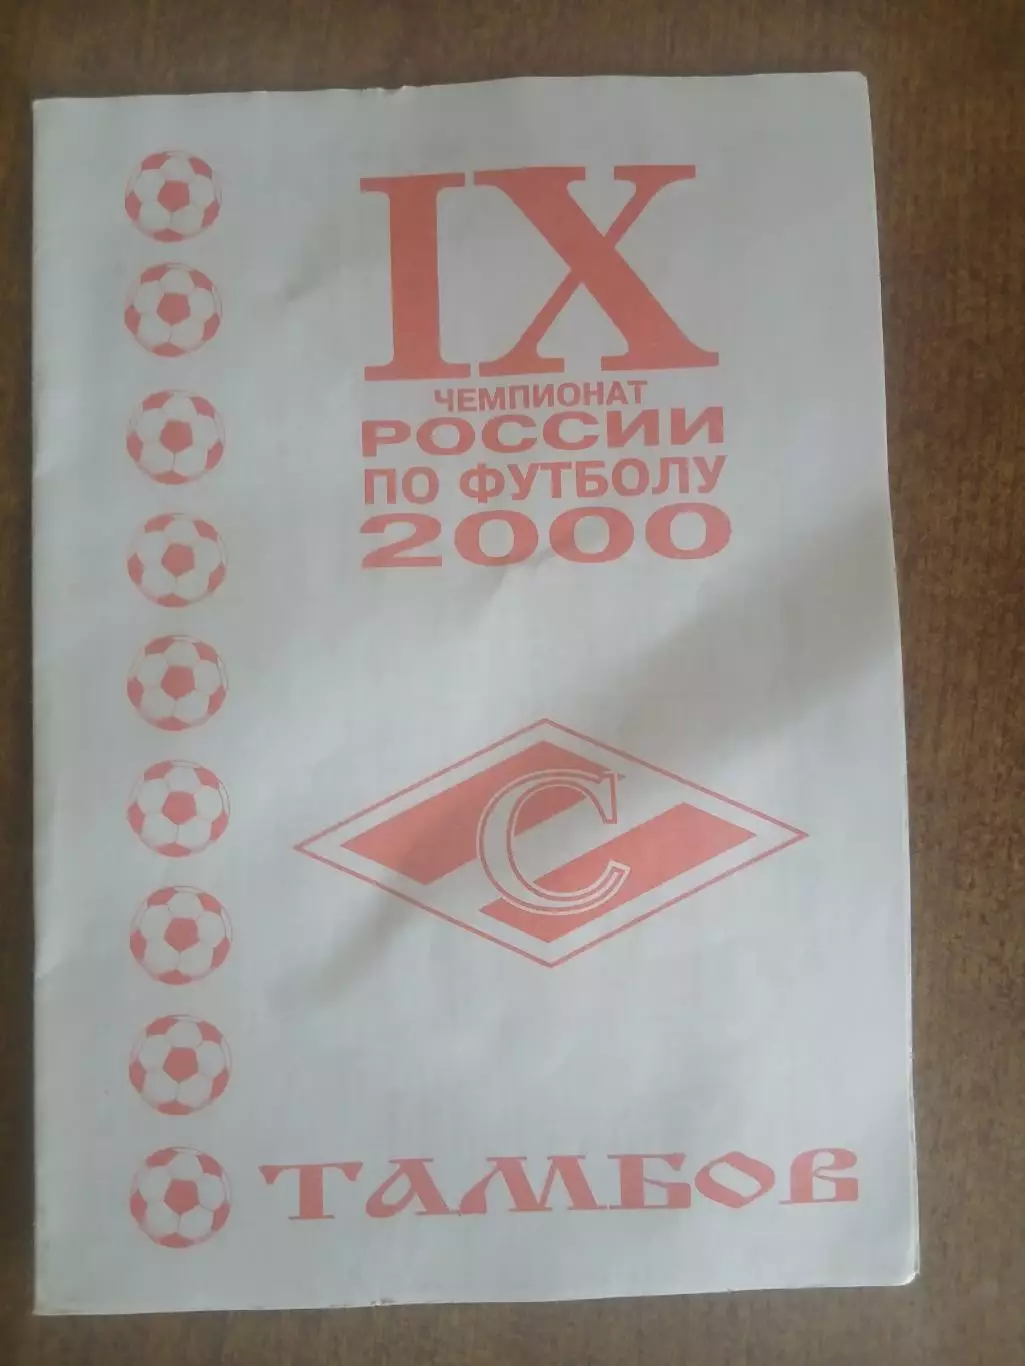 IX
ЧЕМПИОНАТ
РОССИИ
ПО ФУТБОЛУ
2000
С
ТАМБОВ